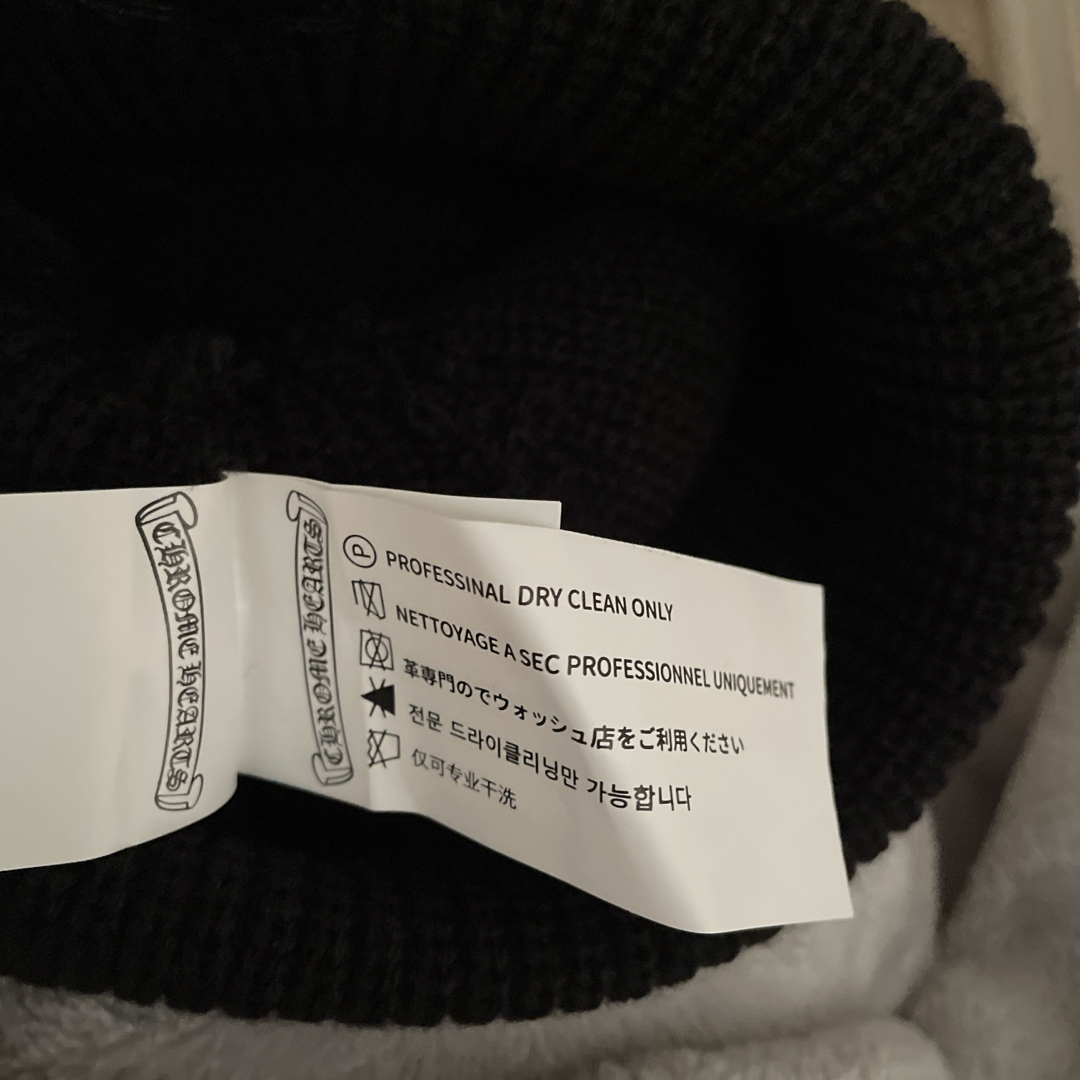 CHROME HEARTS
CHROME HEARTS
P
PROFESSINAL DRY CLEAN ONLY
NETTOYAGE A SEC PROFESSIONNEL UNIQUEMENT
革専門のでウォッシュ店をご利用ください
전문 드라이클리닝만 가능합니다
仅可专业干洗